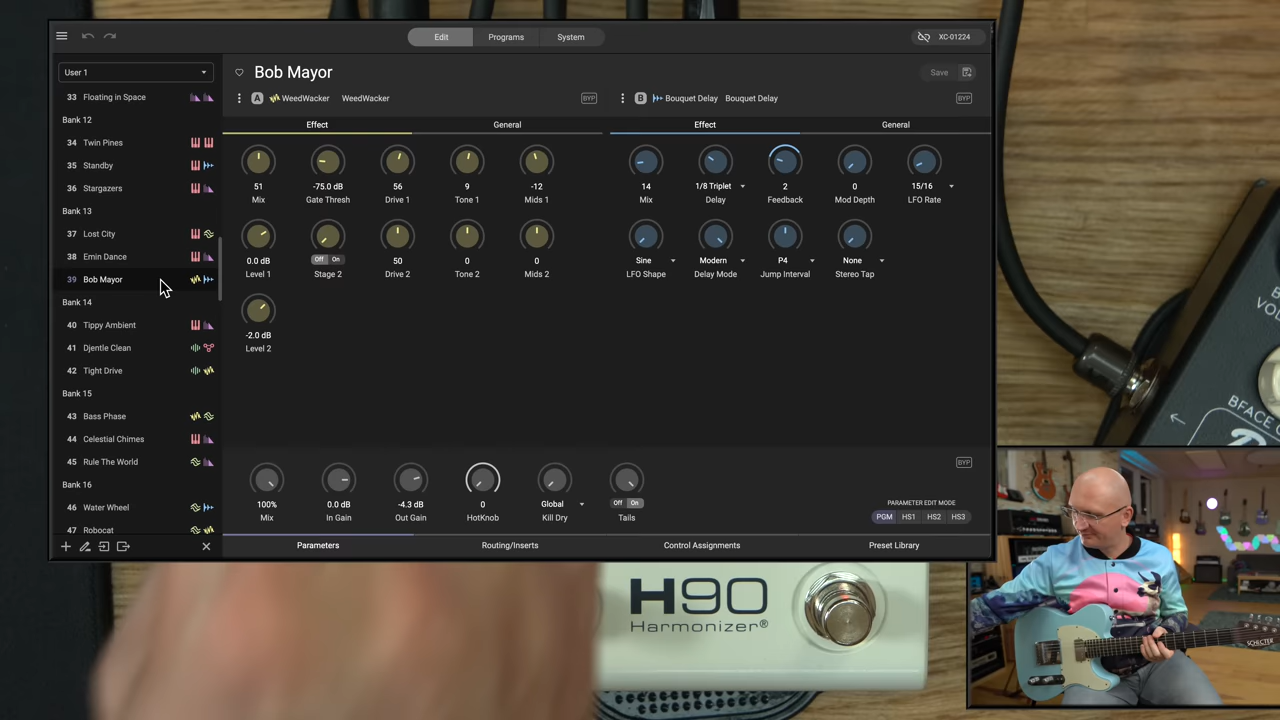 Edit
Programs
System
XC-01224
User 1
33 Floating in Space
Bank 12
34 Twin Pines
35 Standby
36 Stargazers
Bank 13
37 Lost City
38 Emin Dance
39 Bob Mayor
Bank 14
40 Tippy Ambient
41 Djentle Clean
42 Tight Drive
Bank 15
43 Bass Phase
44 Celestial Chimes
45 Rule The World
Bank 16
46 Water Wheel
47 Robocat
Bob Mayor
Save
A WeedWacker WeedWacker BYP
B Bouquet Delay Bouquet Delay BYP
Effect General
Effect General
51 -75.0 dB 56 9 -12
Mix Gate Thresh Drive 1 Tone 1 Mids 1
0.0 dB Off On 50 0 0
Level 1 Stage 2 Drive 2 Tone 2 Mids 2
-2.0 dB
Level 2
14 1/8 Triplet 2 0 15/16
Mix Delay Feedback Mod Depth LFO Rate
Sine Modern P4 None
LFO Shape Delay Mode Jump Interval Stereo Tap
100% 0.0 dB -4.3 dB 0 Global Off On
Mix In Gain Out Gain HotKnob Kill Dry Tails
BYP
PARAMETER EDIT MODE
PGM HS1 HS2 HS3
Parameters Routing/Inserts Control Assignments Preset Library
H90
Harmonizer®
BFACE
SCHECTER